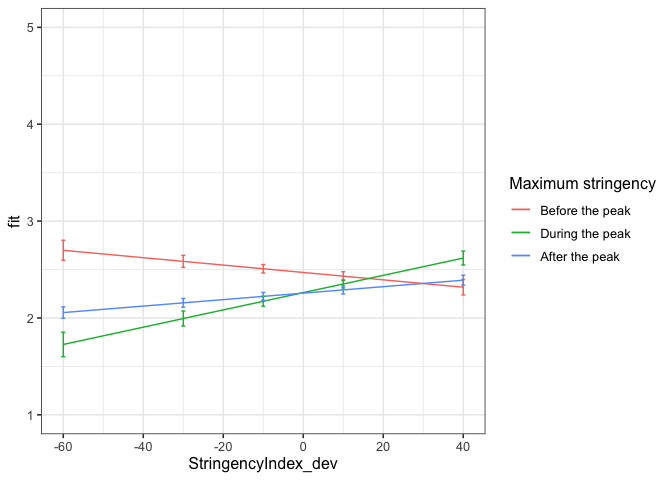 5
4
3
2
1
fit
-60
-40
-20
0
20
40
StringencyIndex_dev
Maximum stringency
Before the peak
During the peak
After the peak